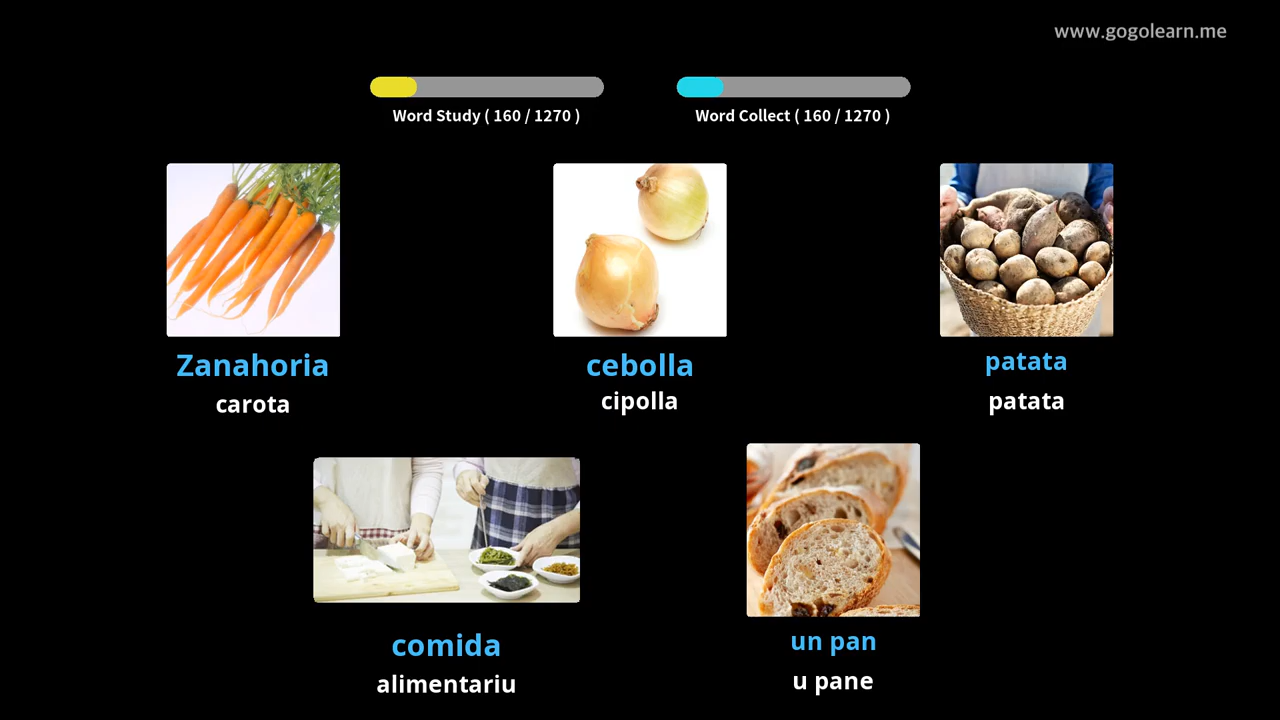 www.gogolearn.me
Word Study ( 160 / 1270 )
Word Collect ( 160 / 1270 )
Zanahoria
carota
cebolla
cipolla
patata
patata
comida
alimentariu
un pan
u pane